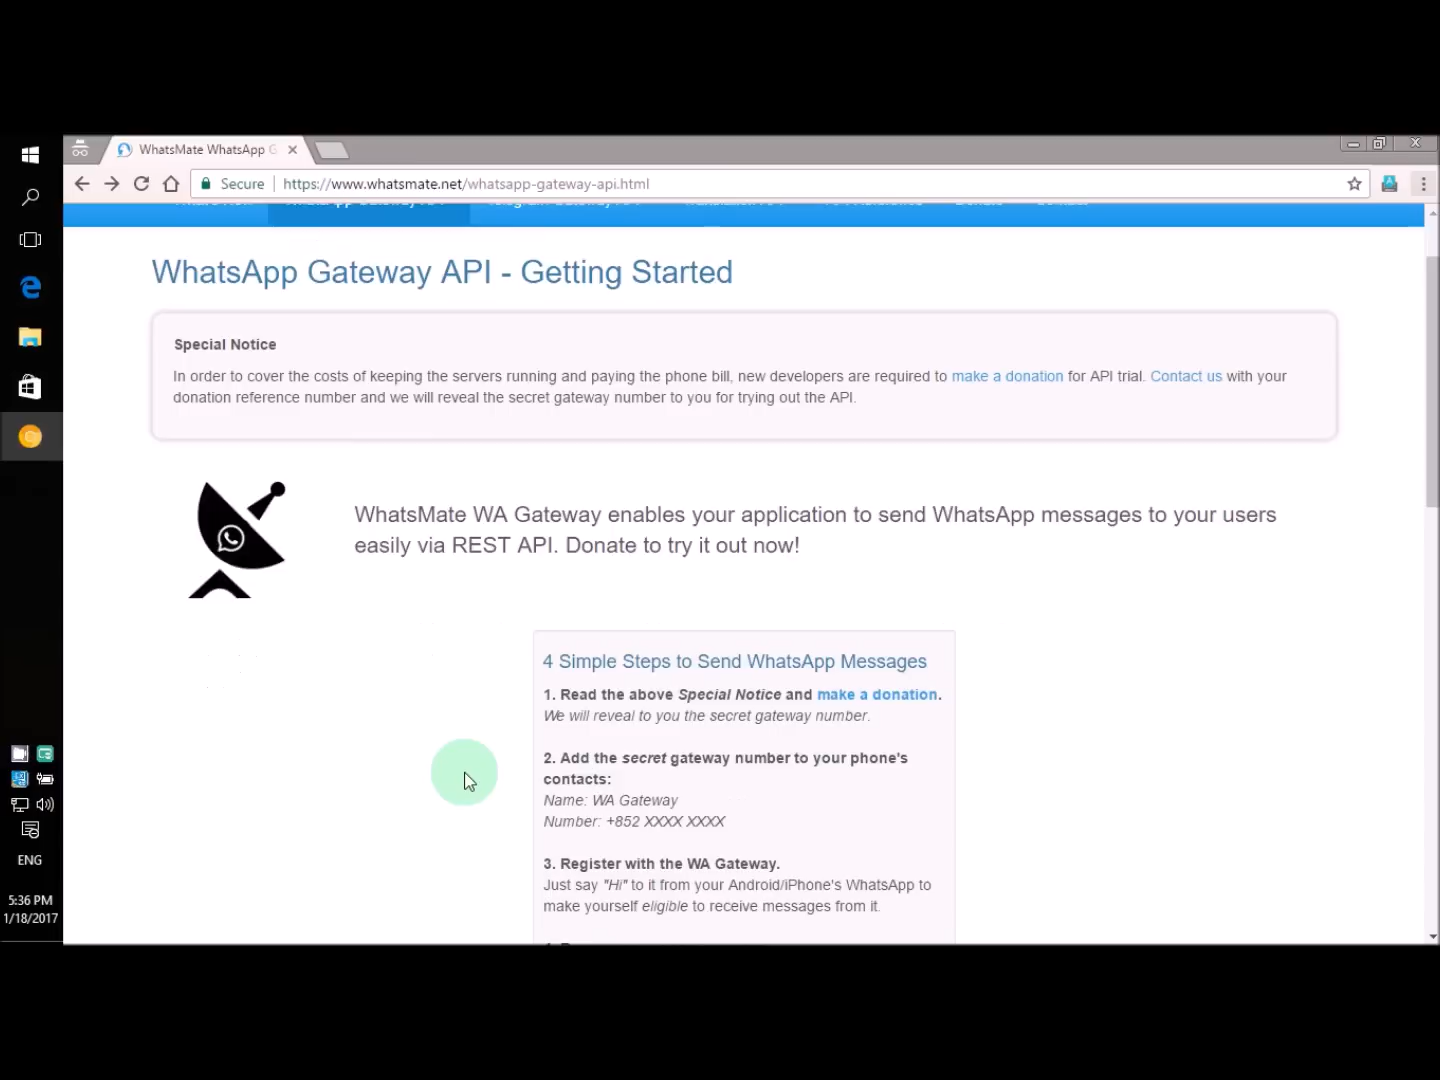 WhatsMate WhatsApp G
Secure
https://www.whatsmate.net/whatsapp-gateway-api.html
WhatsApp Gateway API - Getting Started
Special Notice
In order to cover the costs of keeping the servers running and paying the phone bill, new developers are required to make a donation for API trial. Contact us with your
donation reference number and we will reveal the secret gateway number to you for trying out the API.
WhatsMate WA Gateway enables your application to send WhatsApp messages to your users
easily via REST API. Donate to try it out now!
4 Simple Steps to Send WhatsApp Messages
1. Read the above Special Notice and make a donation.
We will reveal to you the secret gateway number.
2. Add the secret gateway number to your phone's
contacts:
Name: WA Gateway
Number: +852 XXXX XXXX
3. Register with the WA Gateway.
Just say "Hi" to it from your Android/iPhone's WhatsApp to
make yourself eligible to receive messages from it.
ENG
5:36 PM
1/18/2017